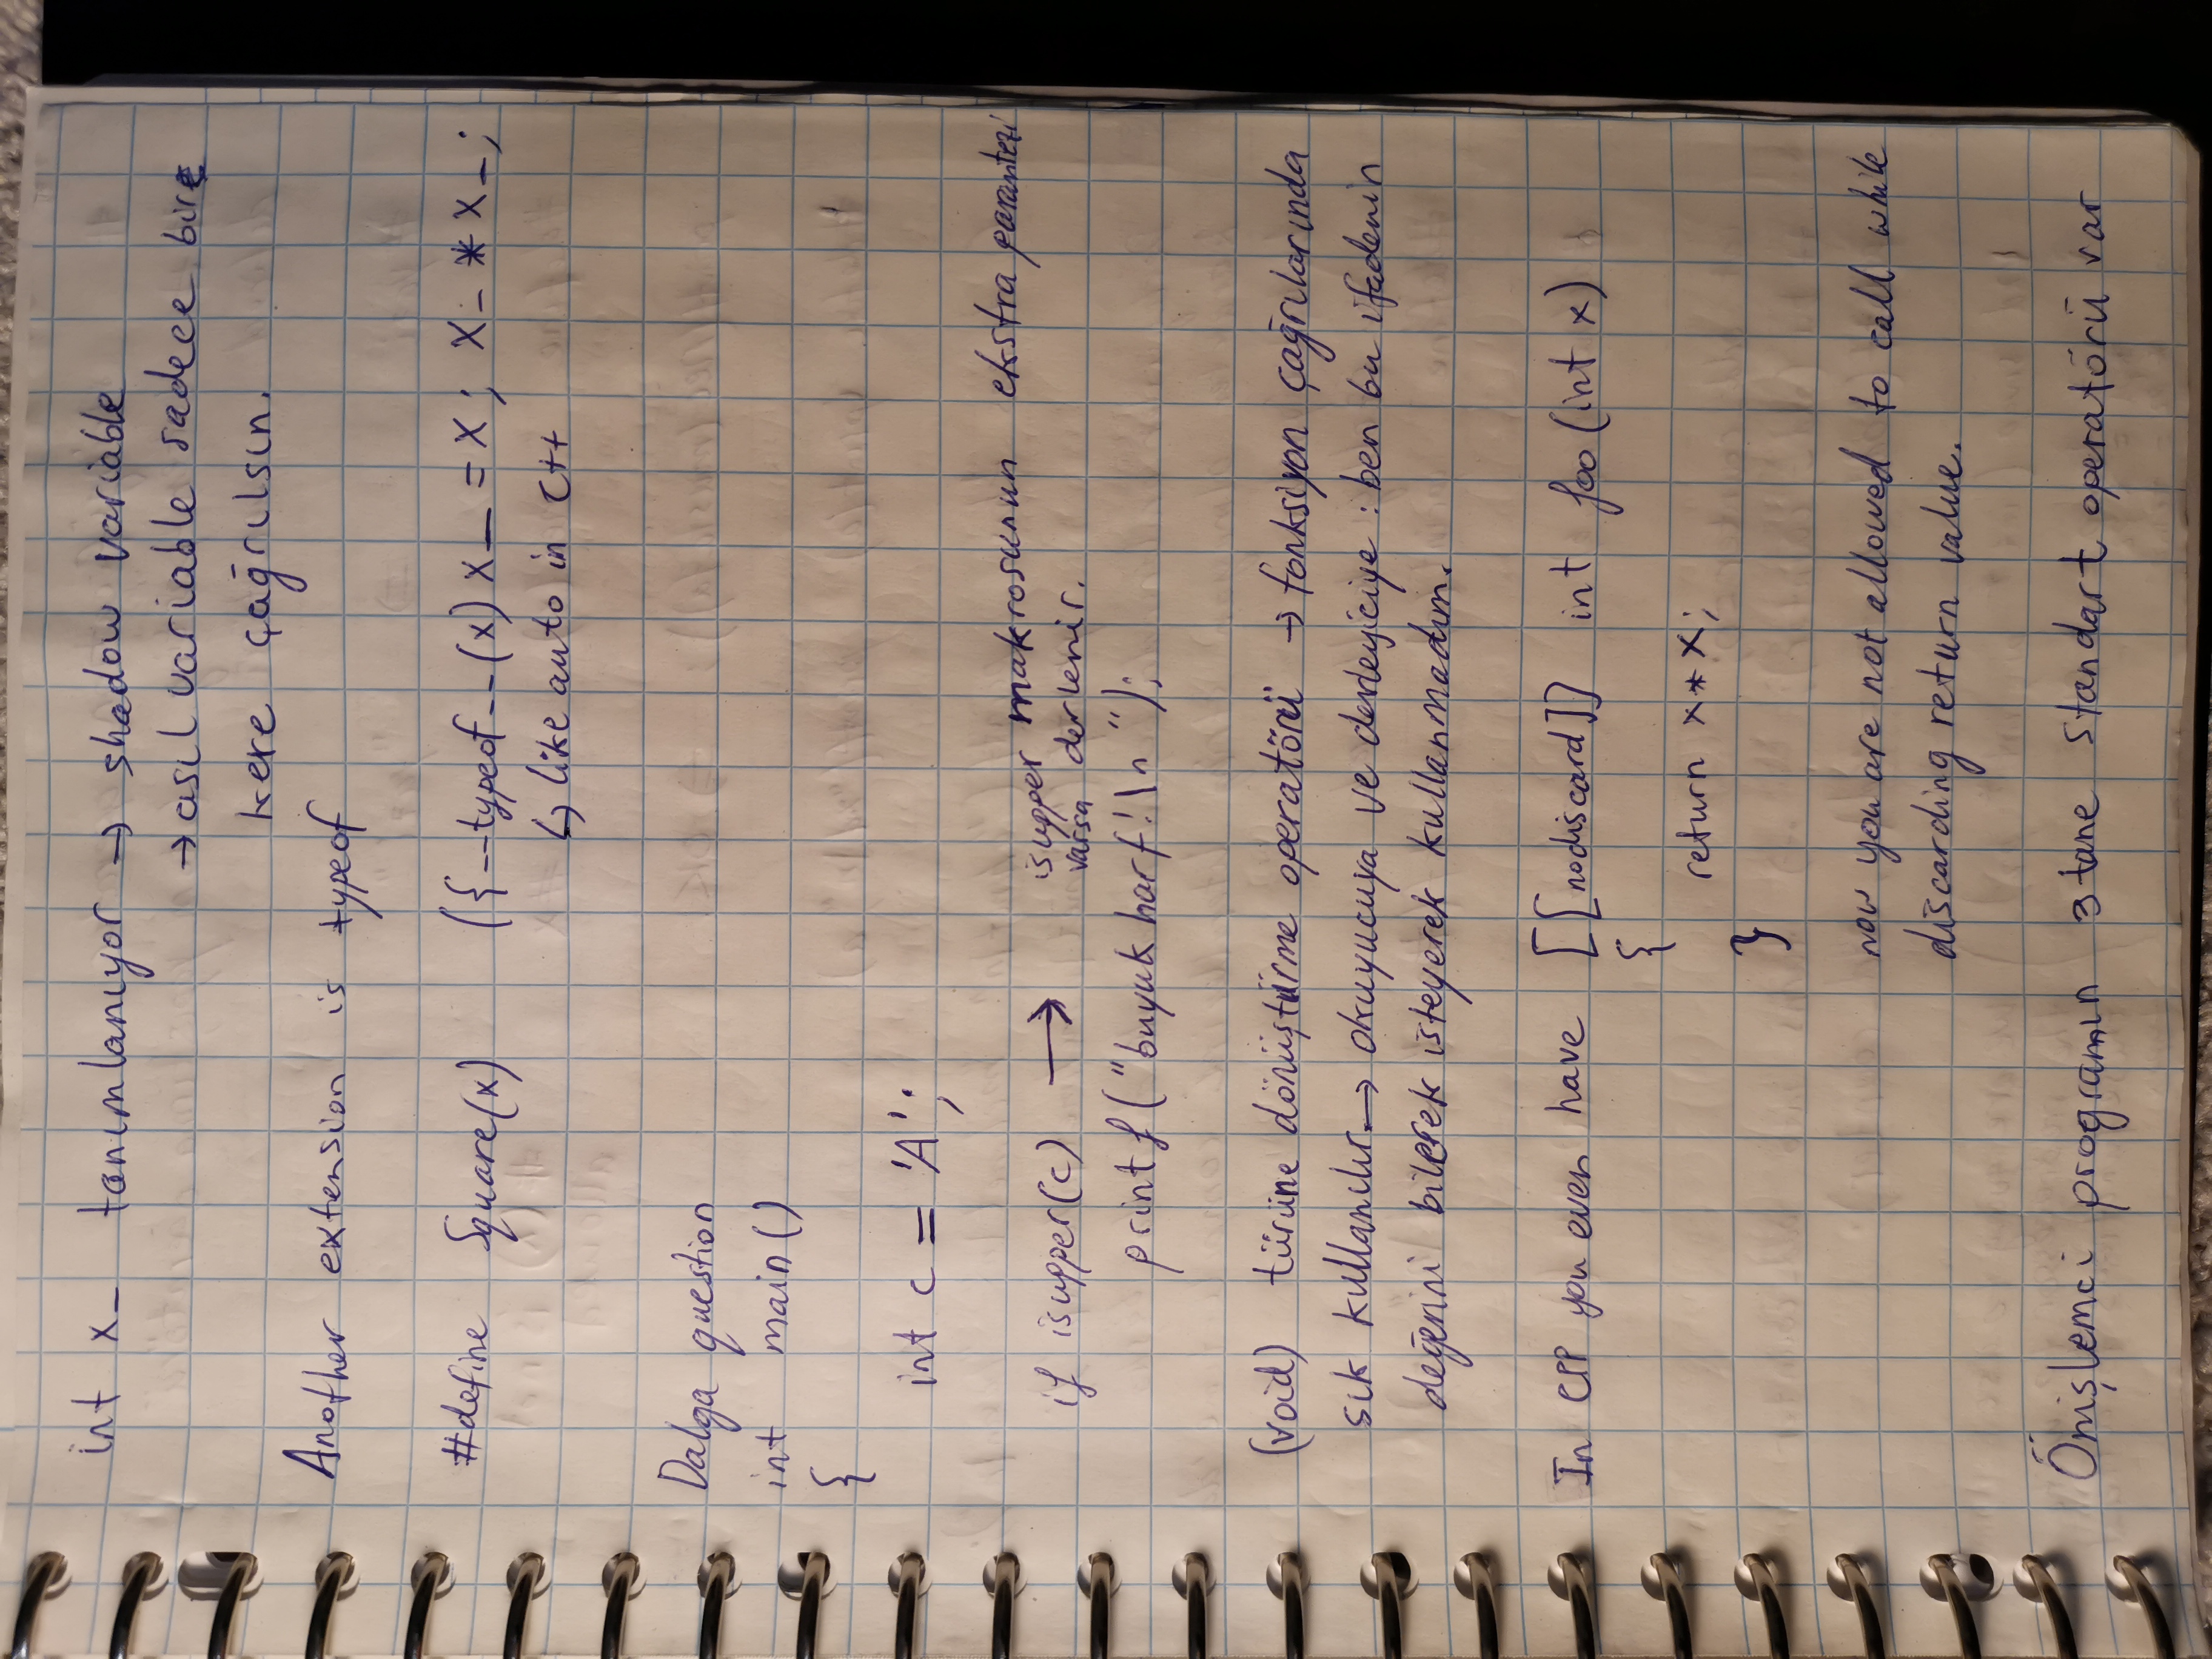 int x_ tanımlanıyor → shadow variable
→ asıl variable sadece bir
kere çağrılsın.
Another extension is typeof
#define Square(x) ({__typeof__(x) x_ = x; x_ * x_;
↳ like auto in C++
Dalga question
int main()
{
int c = 'A';
if isupper(c) → isupper makrosunun ekstra parantezi
varsa derlenir.
printf("buyuk harf!\n");
(void) türüne dönüştürme operatörü → fonksiyon çağrılarında
sık kullanılır. → okuyucuya ve derleyiciye : ben bu ifadenin
değerini bilerek isteyerek kullanmadım.
In CPP you even have [[nodiscard]] int foo(int x)
{
return x*x;
}
now you are not allowed to call while
discarding return value.
Önişlemci programın 3 tane standart operatörü var